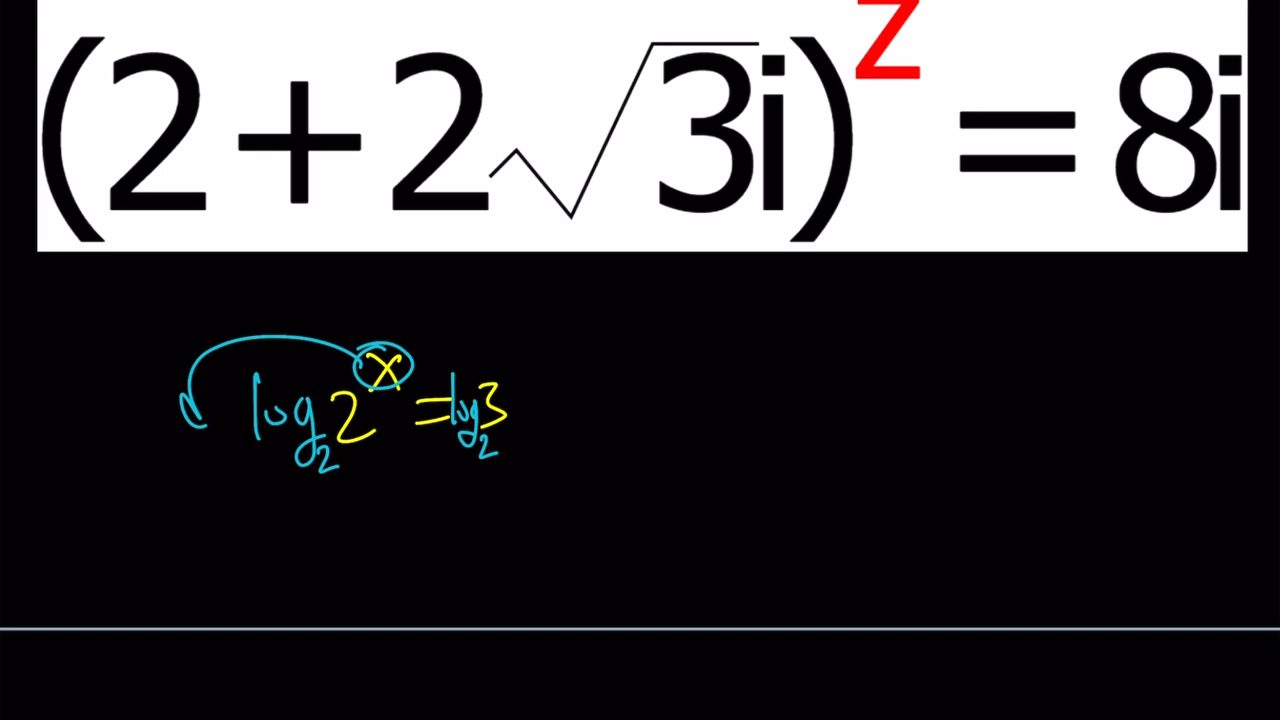 (2+2√3i)^z = 8i
log₂ 2^x = log₂ 3